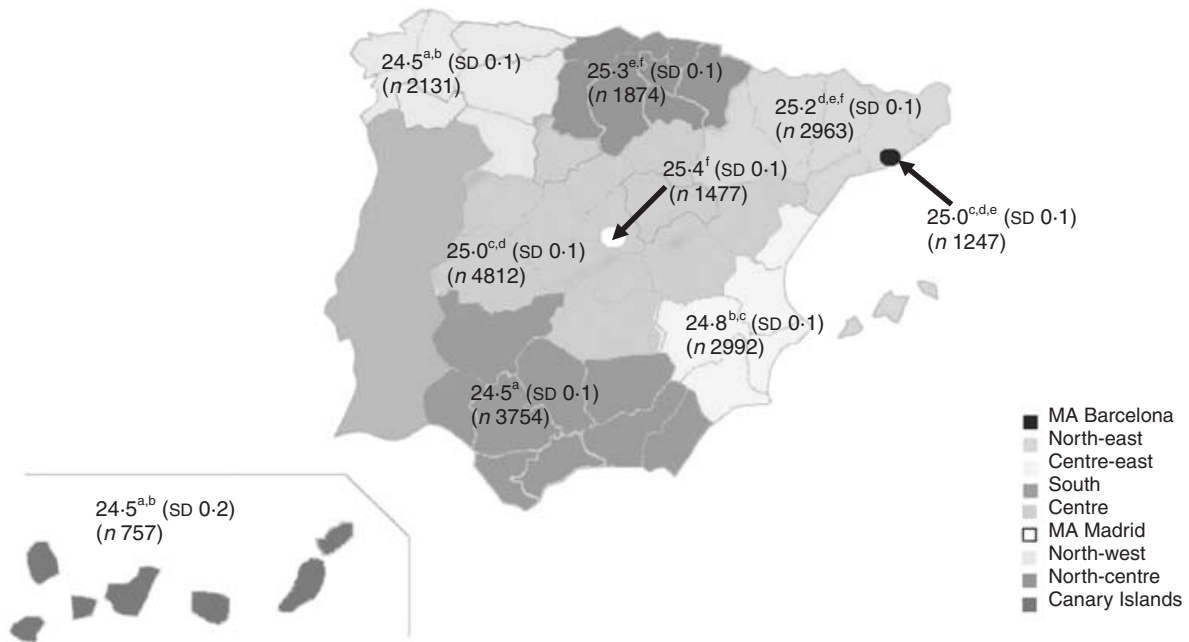 24·5a,b (SD 0·1)
(n 2131)
25·3e,f (SD 0·1)
(n 1874)
25·2d,e,f (SD 0·1)
(n 2963)
25·4f (SD 0·1)
(n 1477)
25·0c,d,e (SD 0·1)
(n 1247)
25·0c,d (SD 0·1)
(n 4812)
24·8b,c (SD 0·1)
(n 2992)
24·5a (SD 0·1)
(n 3754)
24·5a,b (SD 0·2)
(n 757)
MA Barcelona
North-east
Centre-east
South
Centre
MA Madrid
North-west
North-centre
Canary Islands